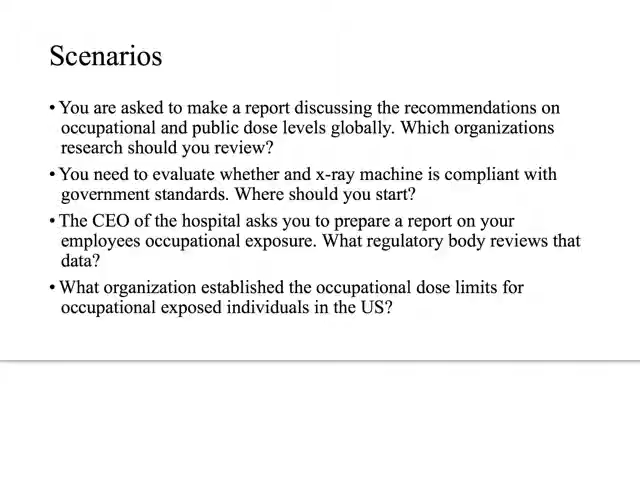 Scenarios
• You are asked to make a report discussing the recommendations on
occupational and public dose levels globally. Which organizations
research should you review?
• You need to evaluate whether and x-ray machine is compliant with
government standards. Where should you start?
• The CEO of the hospital asks you to prepare a report on your
employees occupational exposure. What regulatory body reviews that
data?
• What organization established the occupational dose limits for
occupational exposed individuals in the US?